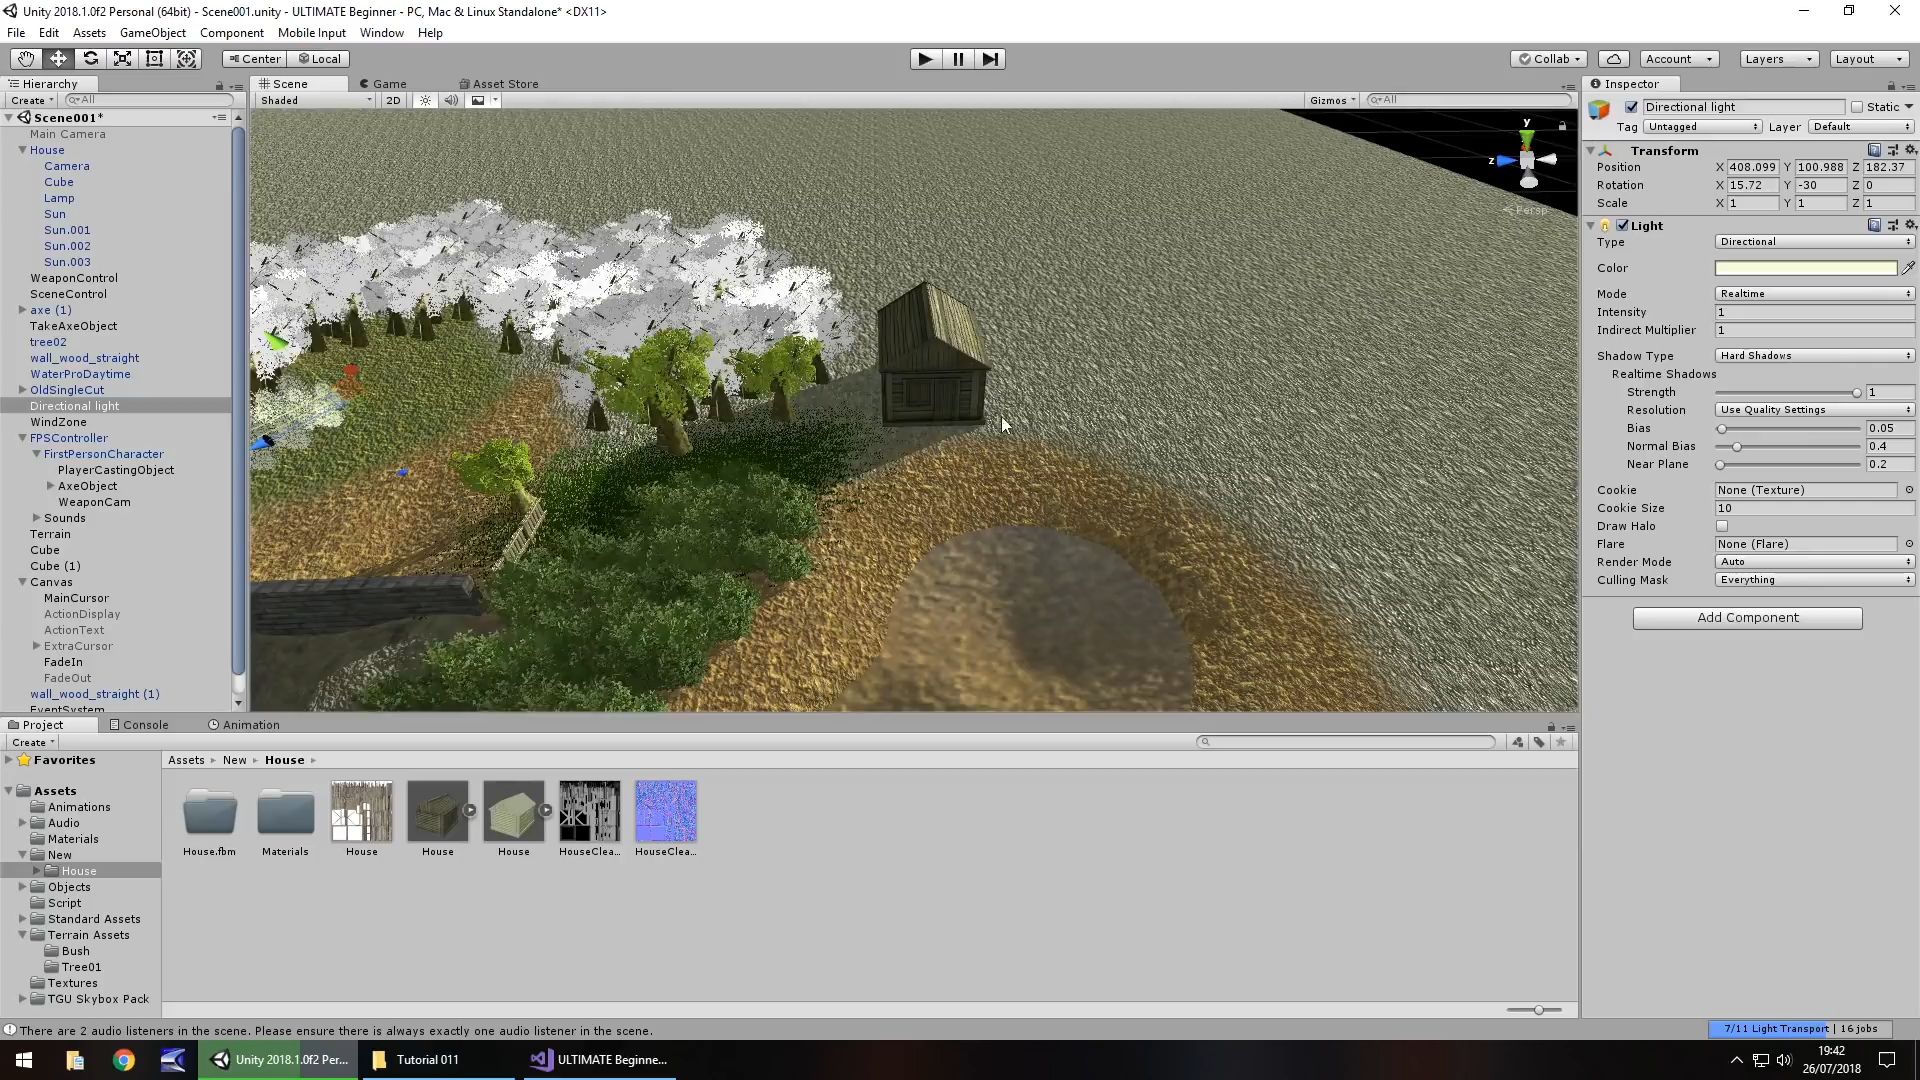 Unity 2018.1.0f2 Personal (64bit) - Scene001.unity - ULTIMATE Beginner - PC, Mac & Linux Standalone* <DX11>
File Edit Assets GameObject Component Mobile Input Window Help
Center Local Collab Account Layers Layout
Hierarchy
Create All
Scene001*
Main Camera
House
Camera
Cube
Lamp
Sun
Sun.001
Sun.002
Sun.003
WeaponControl
SceneControl
axe (1)
TakeAxeObject
tree02
wall_wood_straight
WaterProDaytime
OldSingleCut
Directional light
WindZone
FPSController
FirstPersonCharacter
PlayerCastingObject
AxeObject
WeaponCam
Sounds
Terrain
Cube
Cube (1)
Canvas
MainCursor
ActionDisplay
ActionText
ExtraCursor
FadeIn
FadeOut
wall_wood_straight (1)
EventSystem
Scene Game Asset Store
Shaded 2D Gizmos All
y
z
Persp
Inspector
Directional light Static
Tag Untagged Layer Default
Transform
Position X 408.099 Y 100.988 Z 182.37
Rotation X 15.72 Y -30 Z 0
Scale X 1 Y 1 Z 1
Light
Type Directional
Color
Mode Realtime
Intensity 1
Indirect Multiplier 1
Shadow Type Hard Shadows
Realtime Shadows
Strength 1
Resolution Use Quality Settings
Bias 0.05
Normal Bias 0.4
Near Plane 0.2
Cookie None (Texture)
Cookie Size 10
Draw Halo
Flare None (Flare)
Render Mode Auto
Culling Mask Everything
Add Component
Project Console Animation
Create
Favorites
Assets
Animations
Audio
Materials
New
House
Objects
Script
Standard Assets
Terrain Assets
Bush
Tree01
Textures
TGU Skybox Pack
Assets New House
House.fbm Materials House House House HouseClea... HouseClea...
There are 2 audio listeners in the scene. Please ensure there is always exactly one audio listener in the scene.
7/11 Light Transport | 16 jobs
Unity 2018.1.0f2 Per... Tutorial 011 ULTIMATE Beginne...
19:42
26/07/2018